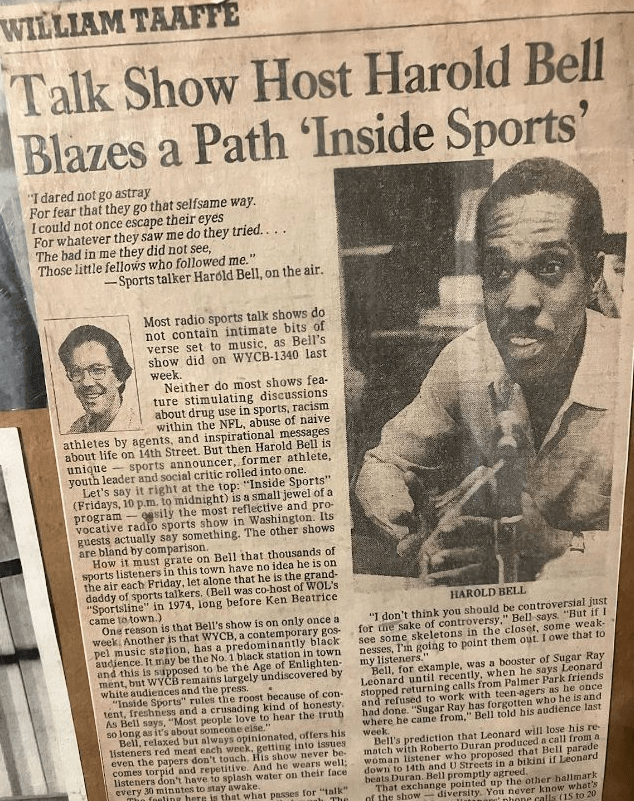 WILLIAM TAAFFE
Talk Show Host Harold Bell
Blazes a Path ‘Inside Sports’
"I dared not go astray
For fear that they go that selfsame way.
I could not once escape their eyes
For whatever they saw me do they tried. . . .
The bad in me they did not see,
Those little fellows who followed me."
—Sports talker Harold Bell, on the air.
Most radio sports talk shows do
not contain intimate bits of
verse set to music, as Bell's
show did on WYCB-1340 last
week.
Neither do most shows fea-
ture stimulating discussions
about drug use in sports, racism
within the NFL, abuse of naive
athletes by agents, and inspirational messages
about life on 14th Street. But then Harold Bell is
unique — sports announcer, former athlete,
youth leader and social critic rolled into one.
Let's say it right at the top: "Inside Sports"
(Fridays, 10 p.m. to midnight) is a small jewel of a
program — easily the most reflective and pro-
vocative radio sports show in Washington. Its
guests actually say something. The other shows
are bland by comparison.
How it must grate on Bell that thousands of
sports listeners in this town have no idea he is on
the air each Friday, let alone that he is the grand-
daddy of sports talkers. (Bell was co-host of WOL's
"Sportsline" in 1974, long before Ken Beatrice
came to town.)
One reason is that Bell's show is on only once a
week. Another is that WYCB, a contemporary gos-
pel music station, has a predominantly black
audience. It may be the No. 1 black station in town
and this is supposed to be the Age of Enlighten-
ment, but WYCB remains largely undiscovered by
white audiences and the press.
"Inside Sports" rules the roost because of con-
tent, freshness and a crusading kind of honesty.
As Bell says, "Most people love to hear the truth
so long as it's about someone else."
Bell, relaxed but always opinionated, offers his
listeners red meat each week, getting into issues
even the papers don't touch. His show never be-
comes torpid and repetitive. And he wears well;
listeners don't have to splash water on their face
every 30 minutes to stay awake.
The feeling here is that what passes for "talk"
HAROLD BELL
"I don't think you should be controversial just
for the sake of controversy," Bell says. "But if I
see some skeletons in the closet, some weak-
nesses, I'm going to point them out. I owe that to
my listeners."
Bell, for example, was a booster of Sugar Ray
Leonard until recently, when he says Leonard
stopped returning calls from Palmer Park friends
and refused to work with teen-agers as he once
had done. "Sugar Ray has forgotten who he is and
where he came from," Bell told his audience last
week.
Bell's prediction that Leonard will lose his re-
match with Roberto Duran produced a call from a
woman listener who proposed that Bell parade
down to 14th and U Streets in a bikini if Leonard
beats Duran. Bell promptly agreed.
That exchange pointed up the other hallmark
of the show — diversity. You never know what's
phone calls (15 to 20